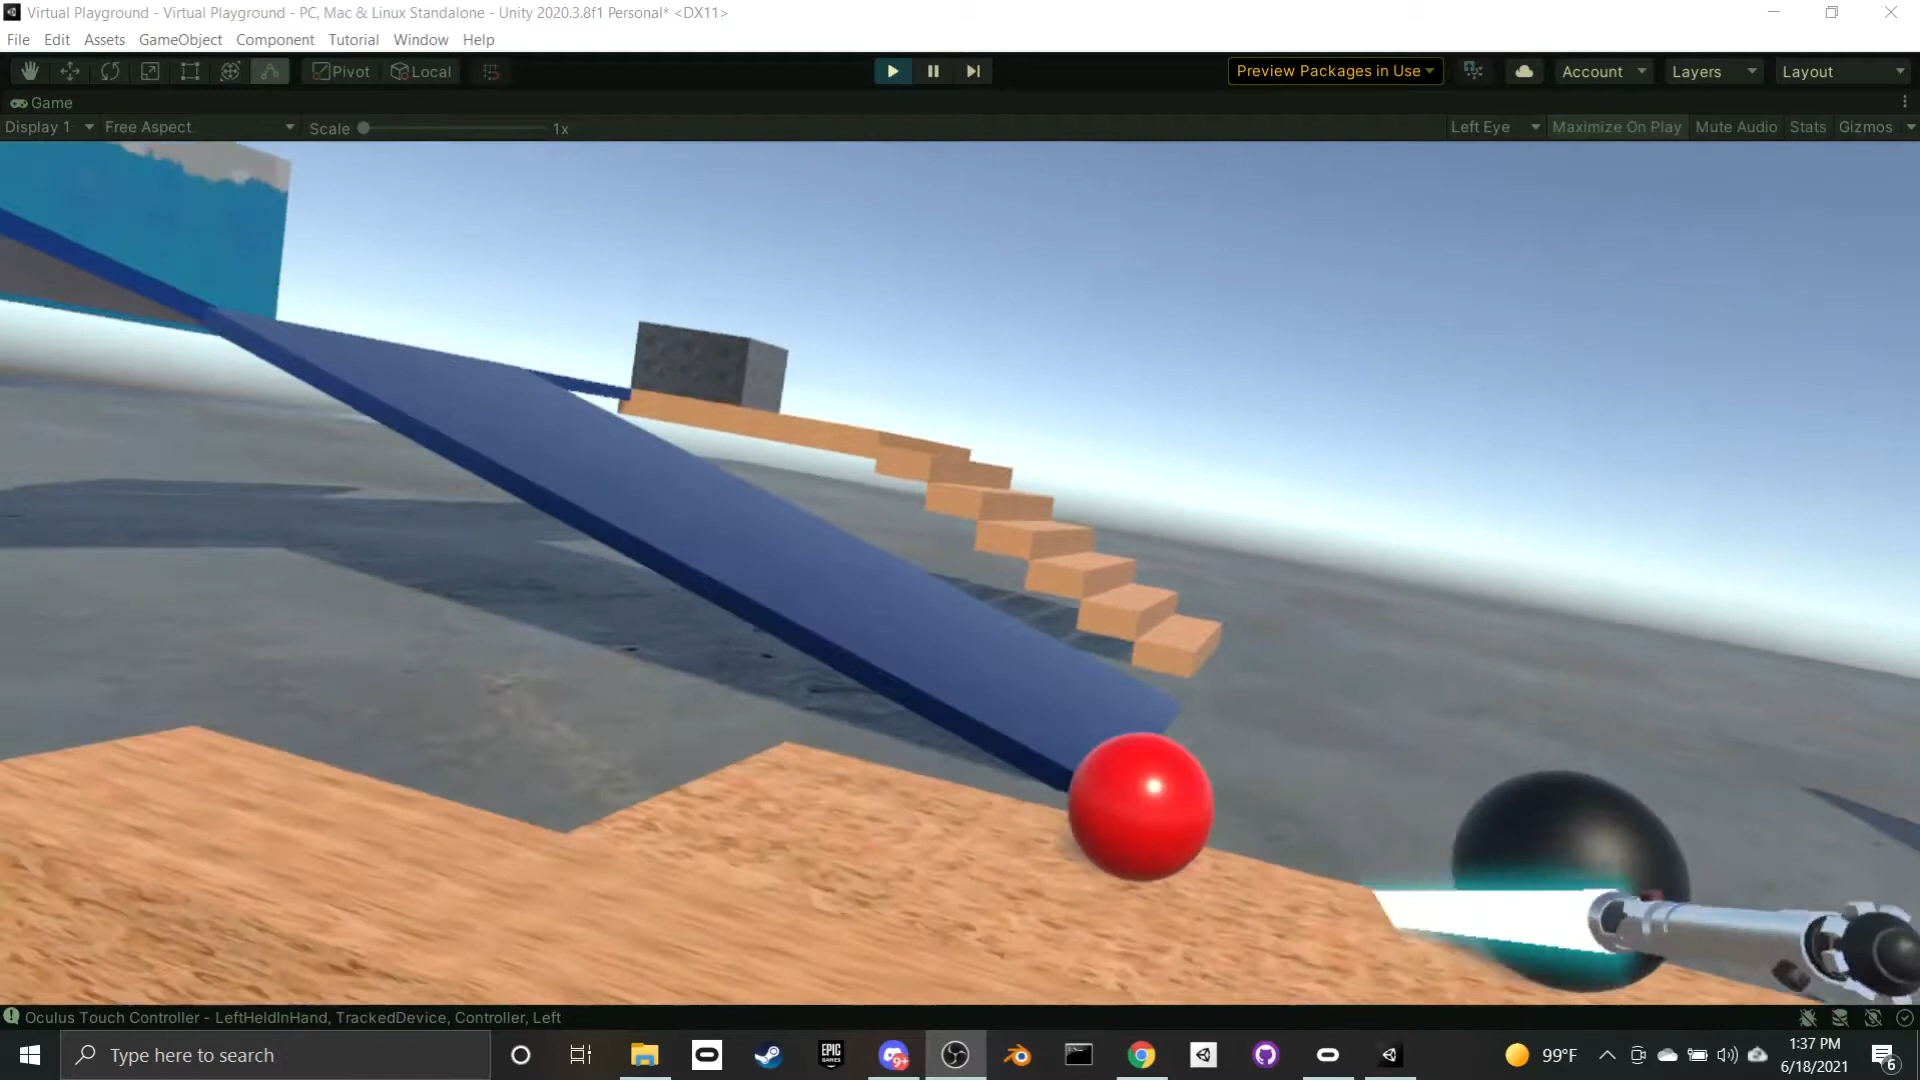 Virtual Playground - Virtual Playground - PC, Mac & Linux Standalone - Unity 2020.3.8f1 Personal* <DX11>
File Edit Assets GameObject Component Tutorial Window Help
Pivot Local Preview Packages in Use Account Layers Layout
Game
Display 1 Free Aspect Scale 1x Left Eye Maximize On Play Mute Audio Stats Gizmos
Oculus Touch Controller - LeftHeldInHand, TrackedDevice, Controller, Left
Type here to search
EPIC
GAMES
9+
99°F
1:37 PM
6/18/2021
6